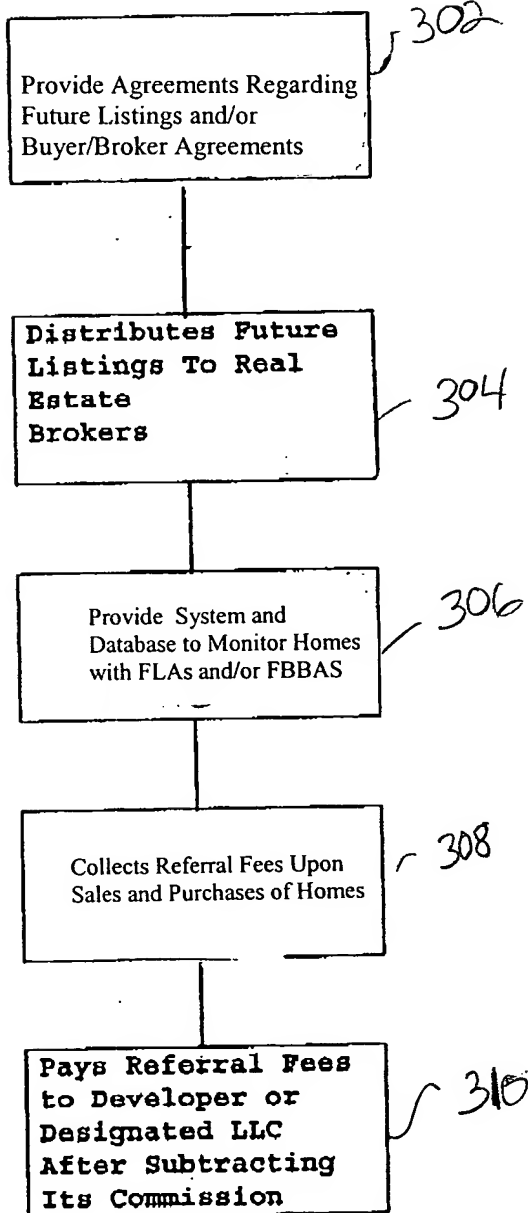 302
Provide Agreements Regarding
Future Listings and/or
Buyer/Broker Agreements
Distributes Future
Listings To Real
Estate
Brokers
304
Provide System and
Database to Monitor Homes
with FLAs and/or FBBAS
306
Collects Referral Fees Upon
Sales and Purchases of Homes
308
Pays Referral Fees
to Developer or
Designated LLC
After Subtracting
Its Commission
310